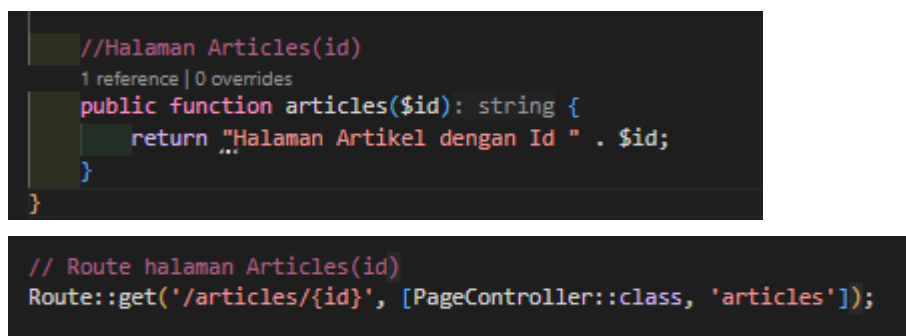 //Halaman Articles(id)
1 reference | 0 overrides
public function articles($id): string {
return "Halaman Artikel dengan Id " . $id;
}
}
// Route halaman Articles(id)
Route::get('/articles/{id}', [PageController::class, 'articles']);